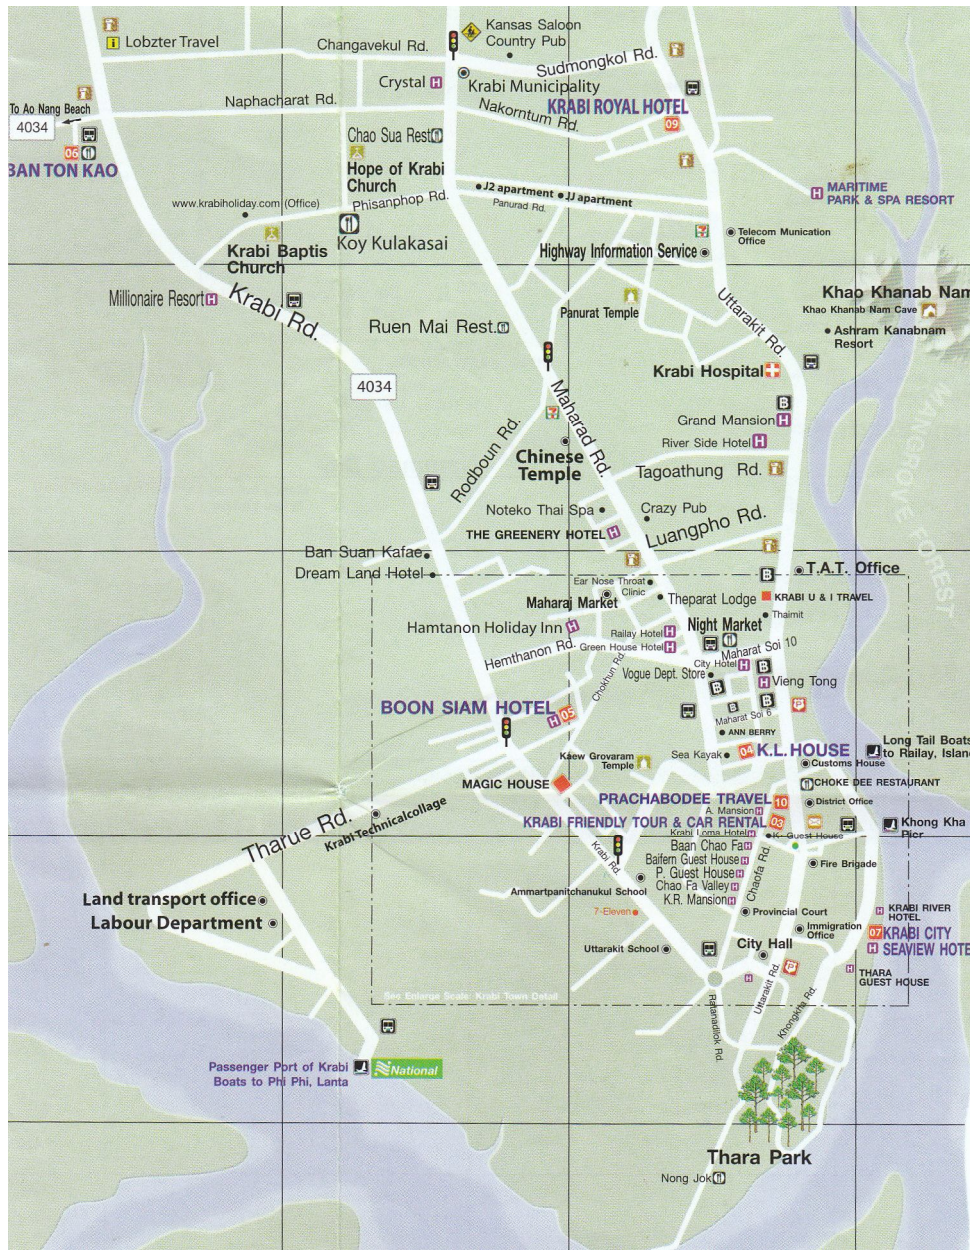 Lobzter Travel
Changavekul Rd.
Kansas Saloon
Country Pub
Sudmongkol Rd.
Crystal H
Krabi Municipality
To Ao Nang Beach
4034
Naphacharat Rd.
Nakorntum Rd.
KRABI ROYAL HOTEL
09
06
BAN TON KAO
Chao Sua Rest
Hope of Krabi
Church
J2 apartment
JJ apartment
Panurad Rd.
H MARITIME
PARK & SPA RESORT
www.krabiholiday.com (Office)
Phisanphop Rd.
Koy Kulakasai
Krabi Baptis
Church
Telecom Munication
Office
Highway Information Service
7
Millionaire Resort H
Krabi Rd.
Panurat Temple
Uttarakit Rd.
Khao Khanab Nam
Khao Khanab Nam Cave
Ashram Kanabnam
Resort
Ruen Mai Rest.
Krabi Hospital
4034
Maharad Rd.
7
B
Grand Mansion H
River Side Hotel H
MANGROVE FOREST
Rodboun Rd.
Chinese
Temple
Tagoathung Rd.
Noteko Thai Spa
Crazy Pub
THE GREENERY HOTEL H
Luangpho Rd.
Ban Suan Kafae
Dream Land Hotel
T.A.T. Office
B
Ear Nose Throat
Clinic
Maharaj Market
Theparat Lodge
KRABI U & I TRAVEL
Thaimit
Hamtanon Holiday Inn H
Night Market
Railay Hotel H
Green House Hotel H
Maharat Soi 10
Hemthanon Rd.
City Hotel H
B
Chokhun Rd.
Vogue Dept. Store
H Vieng Tong
B
B
B
Maharat Soi 6
BOON SIAM HOTEL
H 05
ANN BERRY
Kaew Grovaram
Temple
Sea Kayak
04 K.L.HOUSE
Long Tail Boats
to Railay, Island
Customs House
MAGIC HOUSE
CHOKE DEE RESTAURANT
PRACHABODEE TRAVEL 10
District Office
A. Mansion H
KRABI FRIENDLY TOUR & CAR RENTAL 03
Khong Kha
Pier
Tharue Rd.
Krabi Technicalcollage
Krabi Loma Hotel H
K. Guest House
Baan Chao Fa H
Baifern Guest House H
Krabi Rd.
P. Guest House H
Fire Brigade
Chaofa Rd.
Ammartpanitchanukul School
Chao Fa Valley H
K.R. Mansion H
Land transport office
Labour Department
7-Eleven
Provincial Court
H KRABI RIVER
HOTEL
Immigration
Office
07 KRABI CITY
H SEAVIEW HOTE
Uttarakit School
City Hall
H
H THARA
GUEST HOUSE
Uttarakit Rd.
Khongkha Rd.
See Enlarge Scale: Krabi Town Detail
Ratanadilok Rd.
Passenger Port of Krabi
Boats to Phi Phi, Lanta
National
Thara Park
Nong Jok